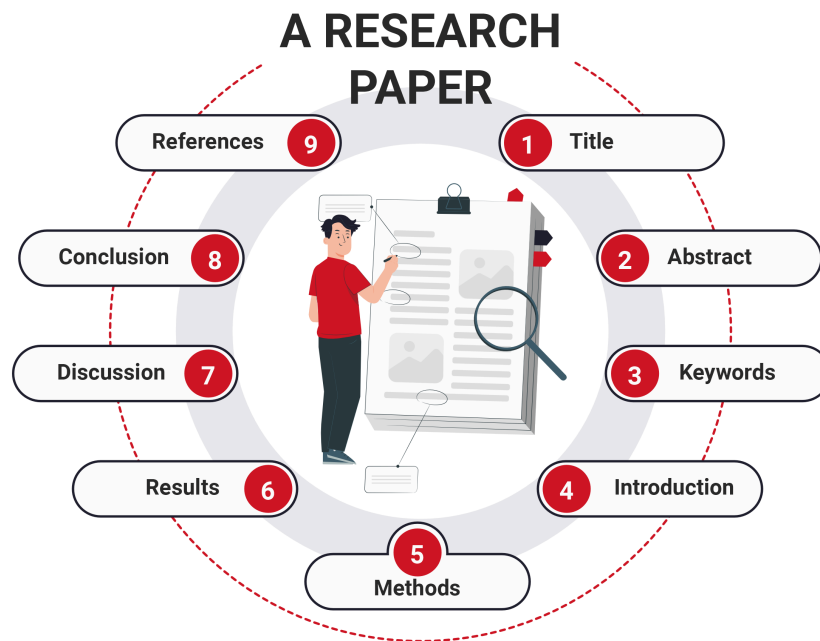 A RESEARCH
PAPER
1 Title
2 Abstract
3 Keywords
4 Introduction
5
Methods
6 Results
7 Discussion
8 Conclusion
9 References